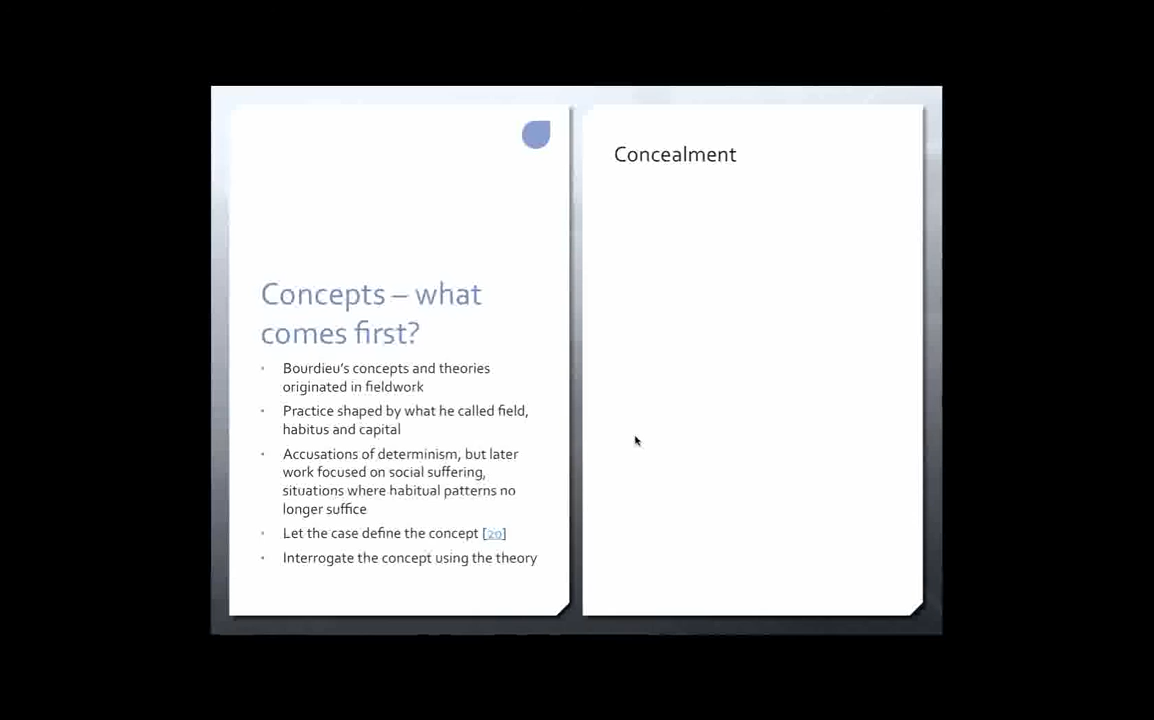 Concepts – what
comes first?
• Bourdieu's concepts and theories
originated in fieldwork
• Practice shaped by what he called field,
habitus and capital
• Accusations of determinism, but later
work focused on social suffering,
situations where habitual patterns no
longer suffice
• Let the case define the concept [20]
• Interrogate the concept using the theory
Concealment